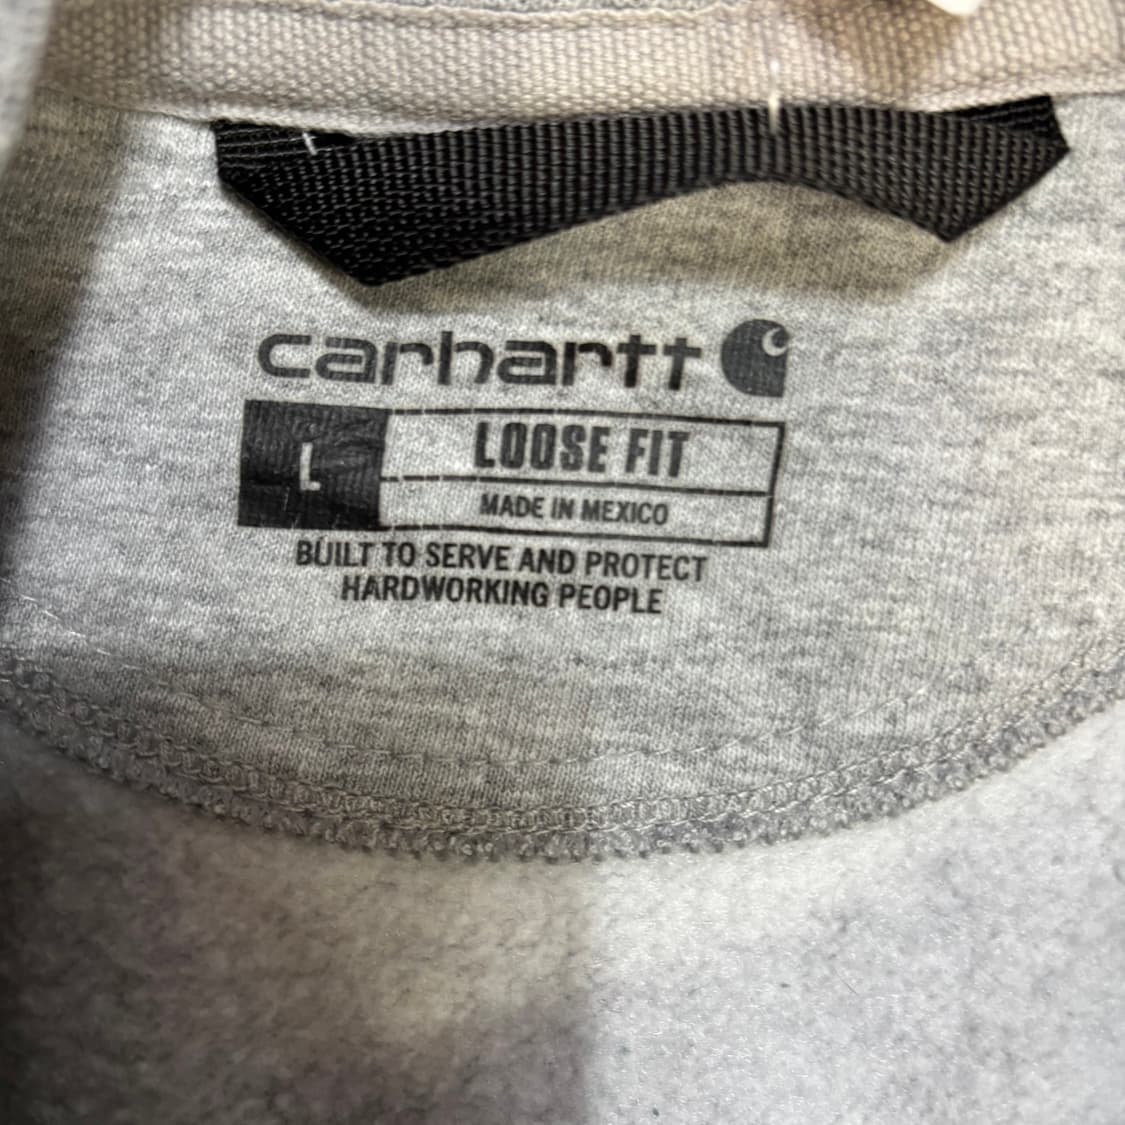 carhartt
L
LOOSE FIT
MADE IN MEXICO
BUILT TO SERVE AND PROTECT
HARDWORKING PEOPLE